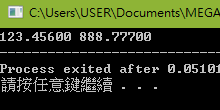 C:\Users\USER\Documents\MEGA
123.45600 888.77700
--------------------------------
Process exited after 0.05101
請按任意鍵繼續 . . .